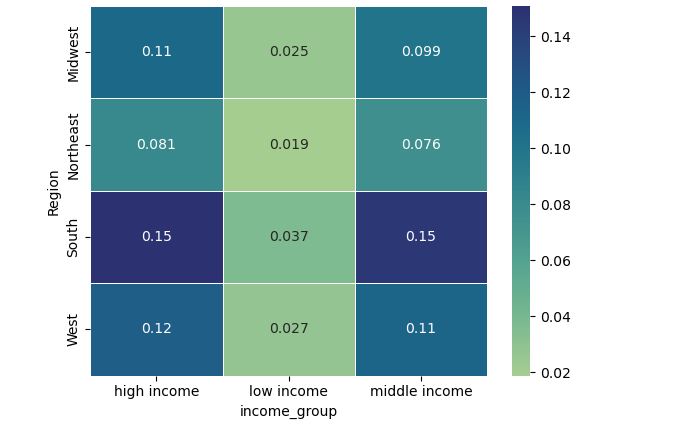 Region
Midwest
0.11 0.025 0.099
Northeast
0.081 0.019 0.076
South
0.15 0.037 0.15
West
0.12 0.027 0.11
high income low income middle income
income_group
0.14
0.12
0.10
0.08
0.06
0.04
0.02